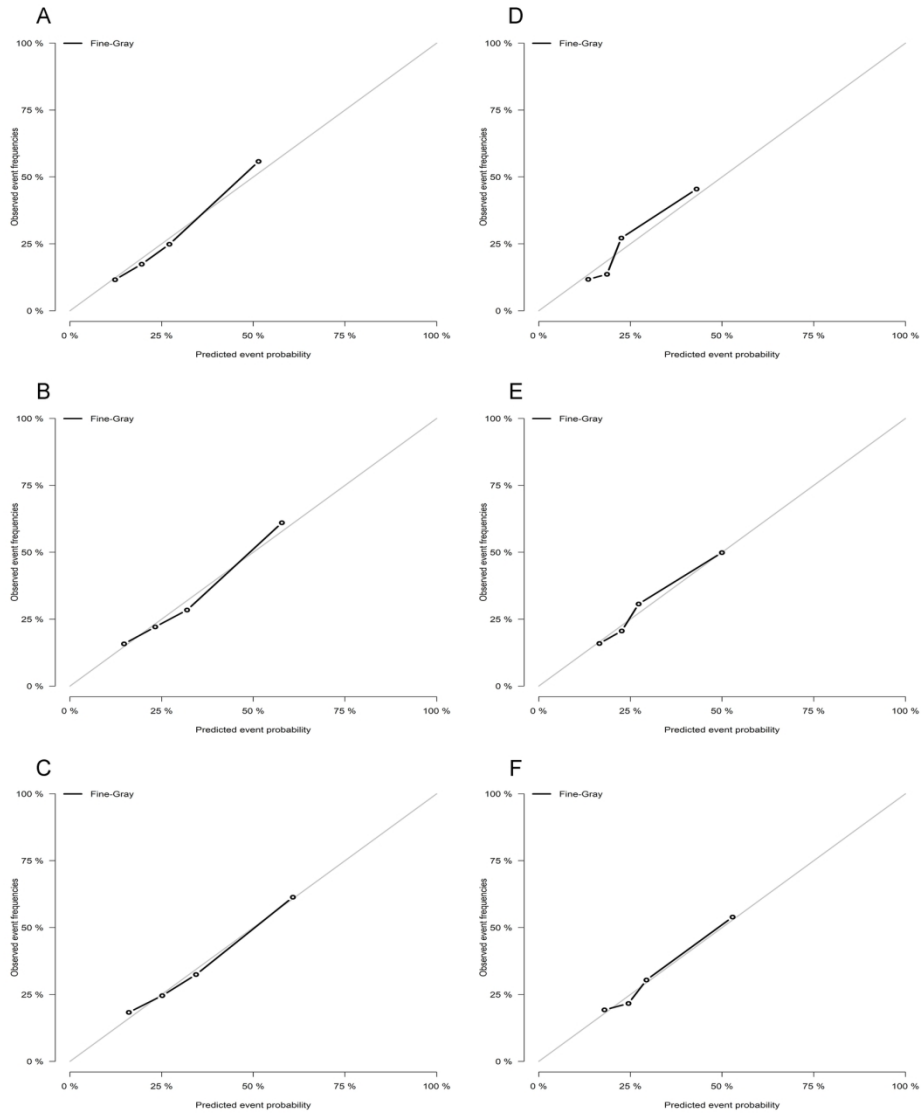 A
Fine-Gray
100 %
75 %
50 %
25 %
0 %
Observed event frequencies
0 %
25 %
50 %
75 %
100 %
Predicted event probability
D
Fine-Gray
100 %
75 %
50 %
25 %
0 %
Observed event frequencies
0 %
25 %
50 %
75 %
100 %
Predicted event probability
B
Fine-Gray
100 %
75 %
50 %
25 %
0 %
Observed event frequencies
0 %
25 %
50 %
75 %
100 %
Predicted event probability
E
Fine-Gray
100 %
75 %
50 %
25 %
0 %
Observed event frequencies
0 %
25 %
50 %
75 %
100 %
Predicted event probability
C
Fine-Gray
100 %
75 %
50 %
25 %
0 %
Observed event frequencies
0 %
25 %
50 %
75 %
100 %
Predicted event probability
F
Fine-Gray
100 %
75 %
50 %
25 %
0 %
Observed event frequencies
0 %
25 %
50 %
75 %
100 %
Predicted event probability